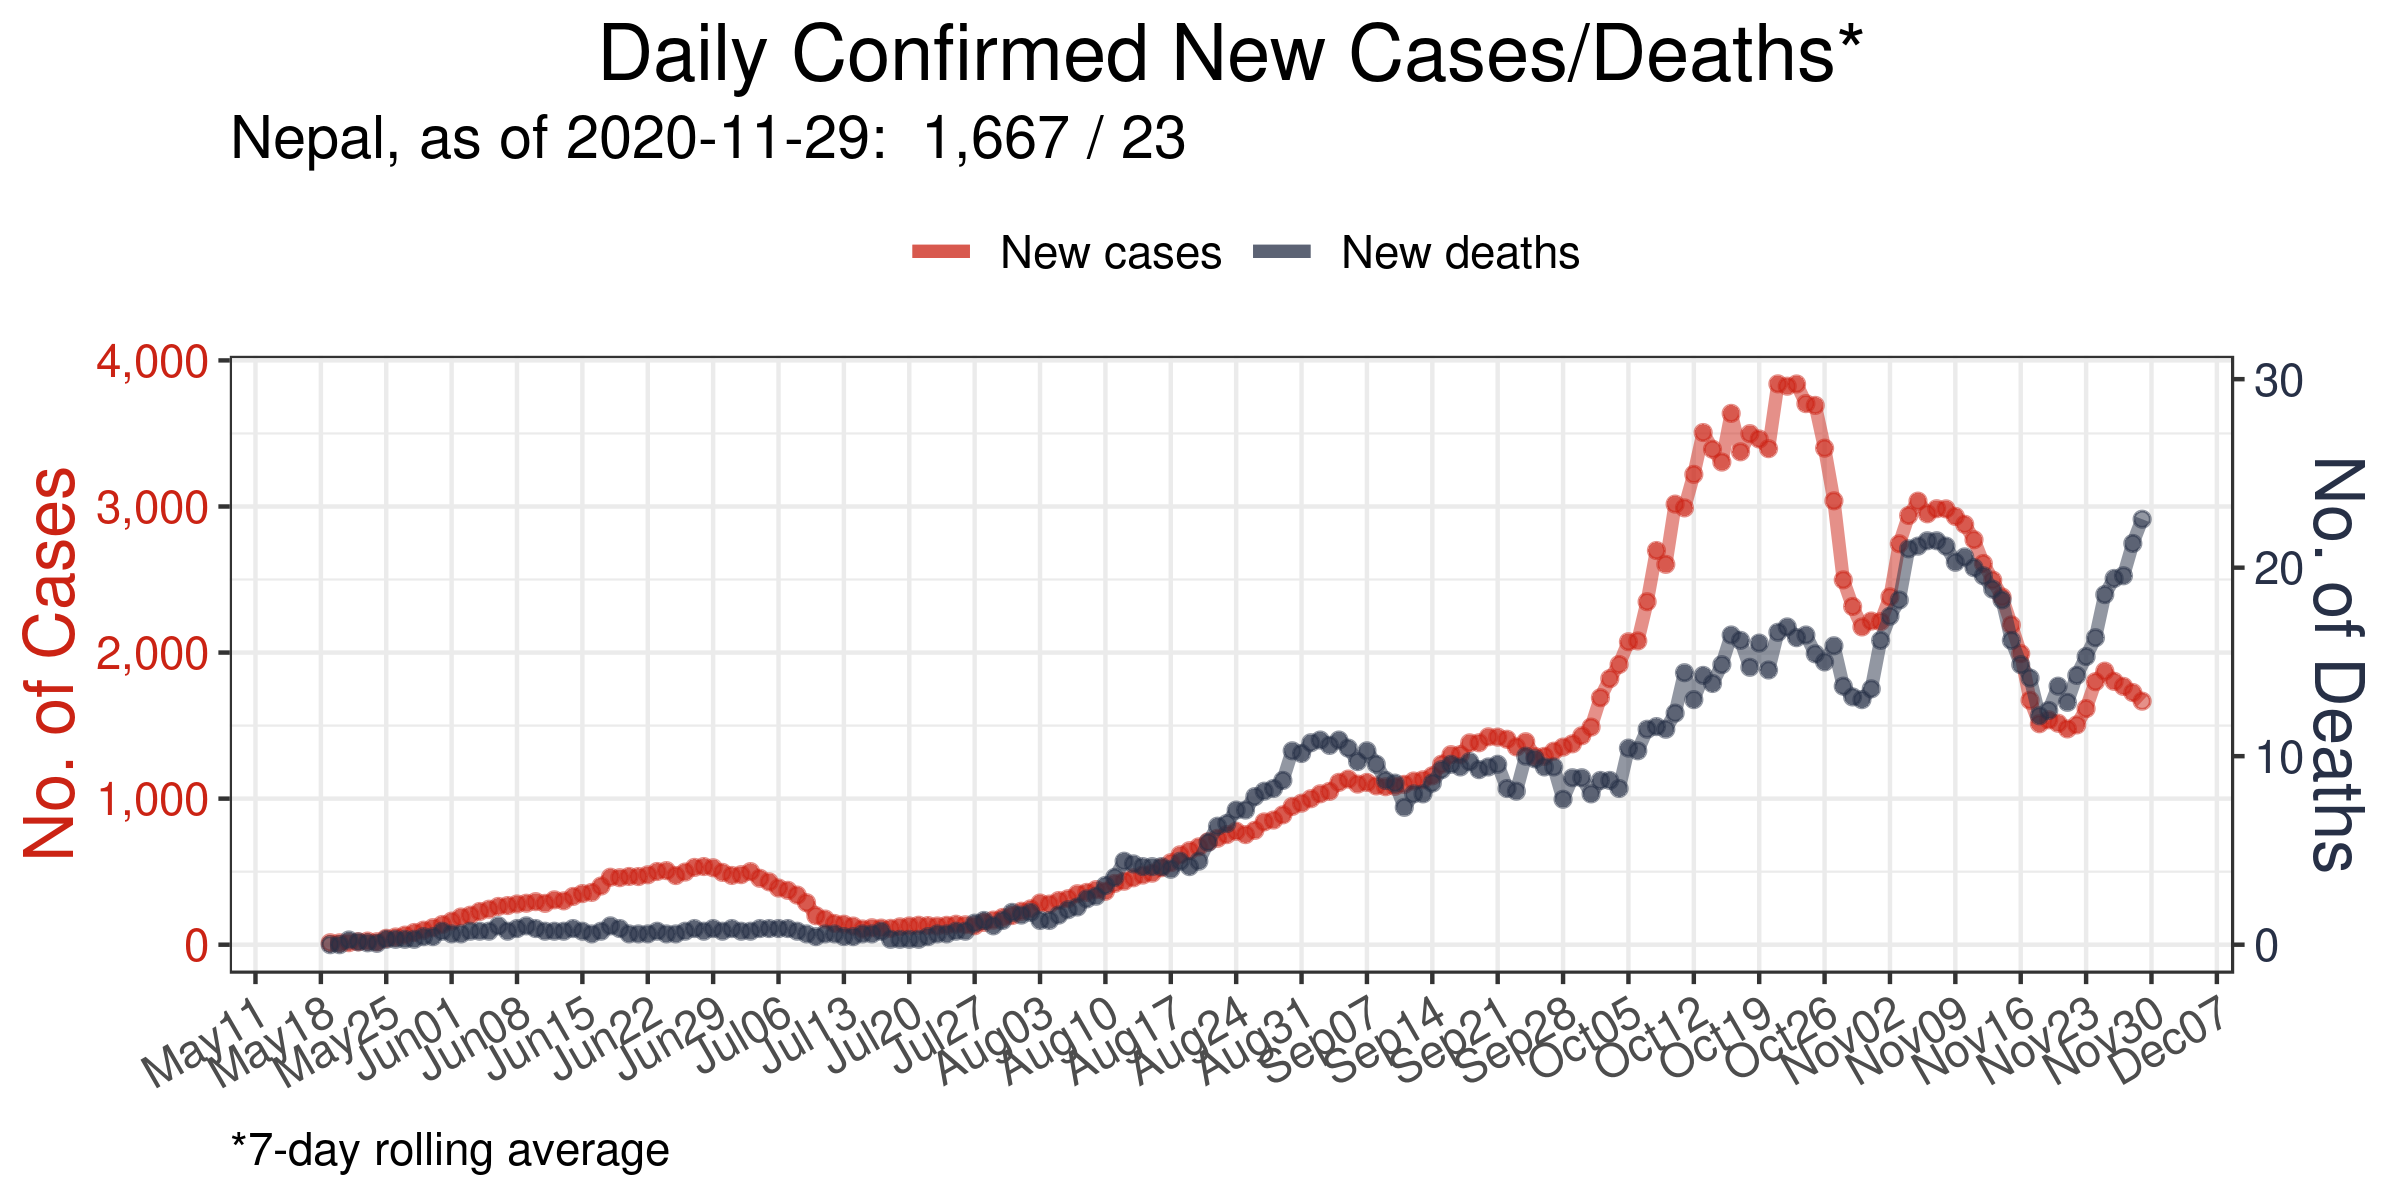 Daily Confirmed New Cases/Deaths*
Nepal, as of 2020-11-29:  1,667 / 23
New cases
New deaths
No. of Cases
4,000
3,000
2,000
1,000
0
30
20
10
0
No. of Deaths
May11
May18
May25
Jun01
Jun08
Jun15
Jun22
Jun29
Jul06
Jul13
Jul20
Jul27
Aug03
Aug10
Aug17
Aug24
Aug31
Sep07
Sep14
Sep21
Sep28
Oct05
Oct12
Oct19
Oct26
Nov02
Nov09
Nov16
Nov23
Nov30
Dec07
*7-day rolling average